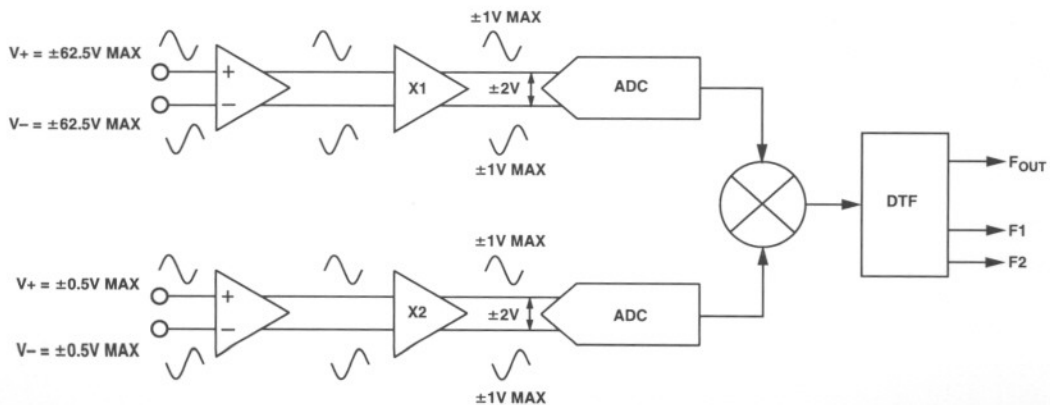 ±1V MAX
V+ = ±62.5V MAX
+
X1
±2V
ADC
−
V− = ±62.5V MAX
±1V MAX
DTF
FOUT
F1
F2
±1V MAX
V+ = ±0.5V MAX
+
X2
±2V
ADC
−
V− = ±0.5V MAX
±1V MAX